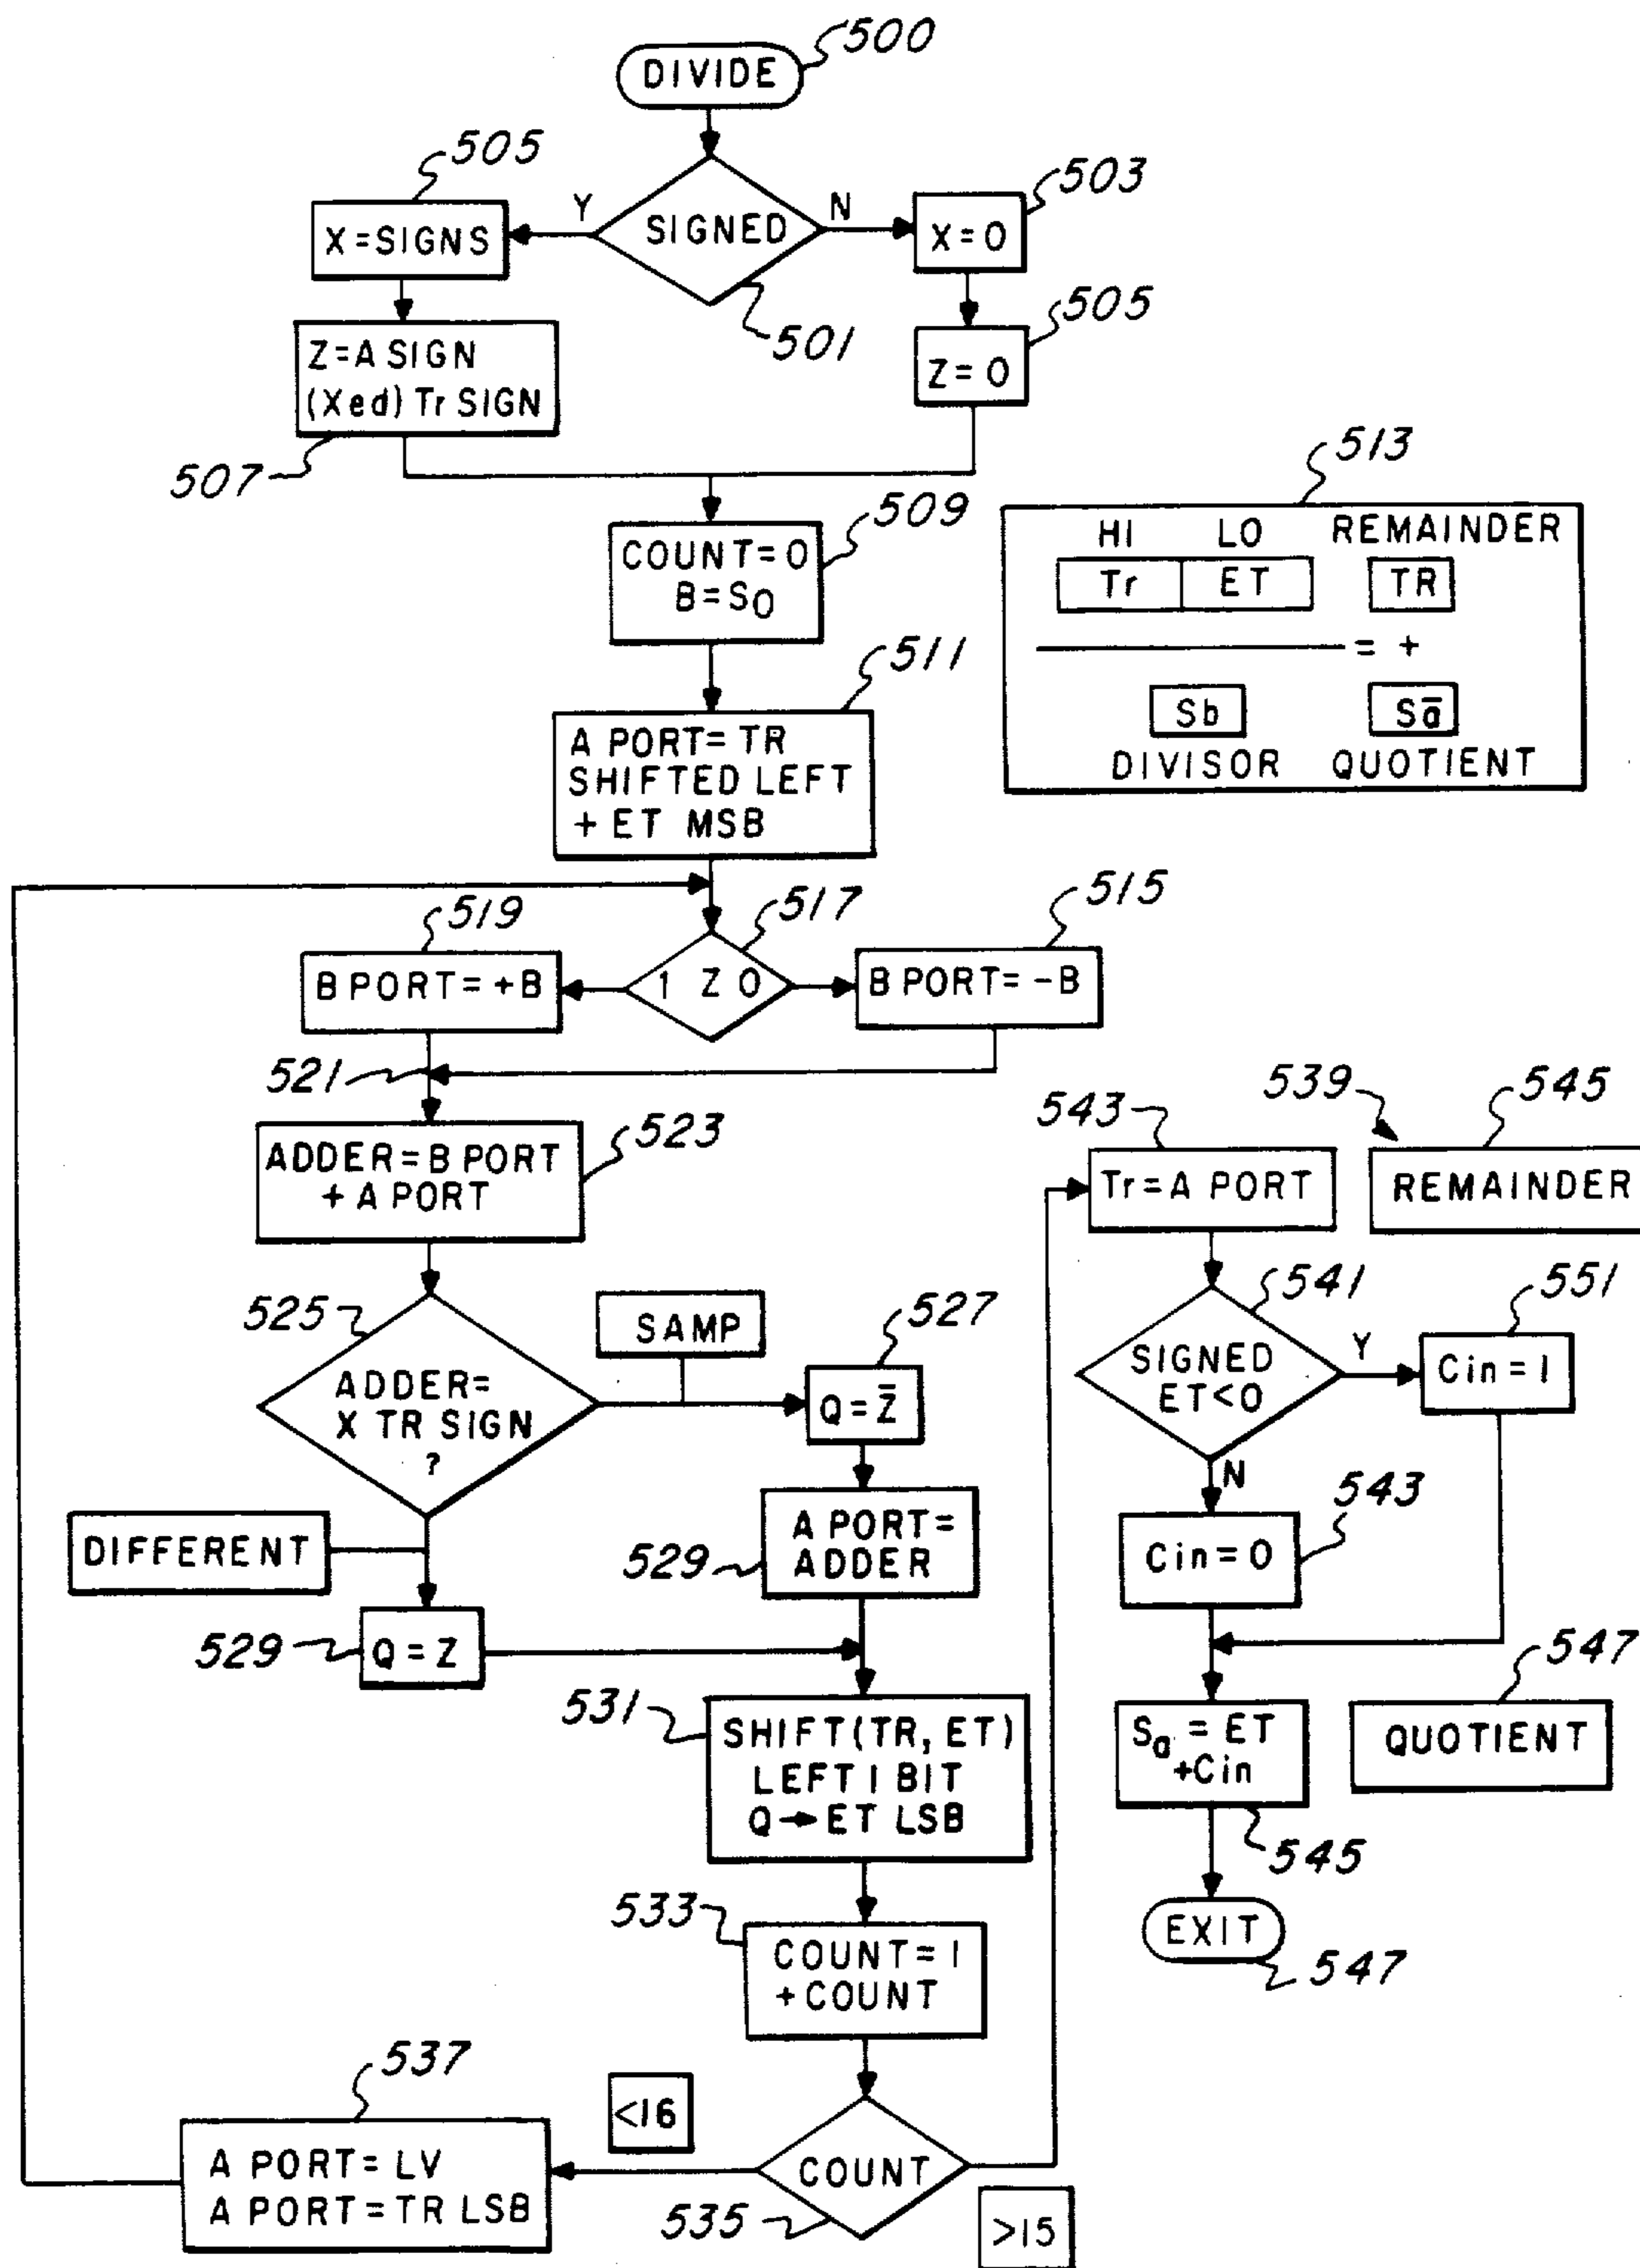 500
DIVIDE
505
503
Y
N
X=SIGNS
SIGNED
X=0
505
501
Z=A SIGN
(Xed) Tr SIGN
Z=0
507
513
509
COUNT=0
B=S0
HI LO REMAINDER
Tr ET TR
= +
Sb Sā
DIVISOR QUOTIENT
511
A PORT=TR
SHIFTED LEFT
+ ET MSB
519
517
515
B PORT=+B
1 Z 0
B PORT=-B
521
523
ADDER=B PORT
+ A PORT
543
539
545
Tr=A PORT
REMAINDER
525
SAMP
527
541
551
ADDER=
X TR SIGN
?
Q=Z̄
SIGNED
ET<0
Y
Cin=1
N
DIFFERENT
529
A PORT=
ADDER
543
Cin=0
529
Q=Z
547
531
SHIFT(TR, ET)
LEFT 1 BIT
Q→ET LSB
Sa=ET
+Cin
QUOTIENT
545
533
COUNT=1
+COUNT
EXIT
547
537
<16
A PORT=LV
A PORT=TR LSB
COUNT
535
>15